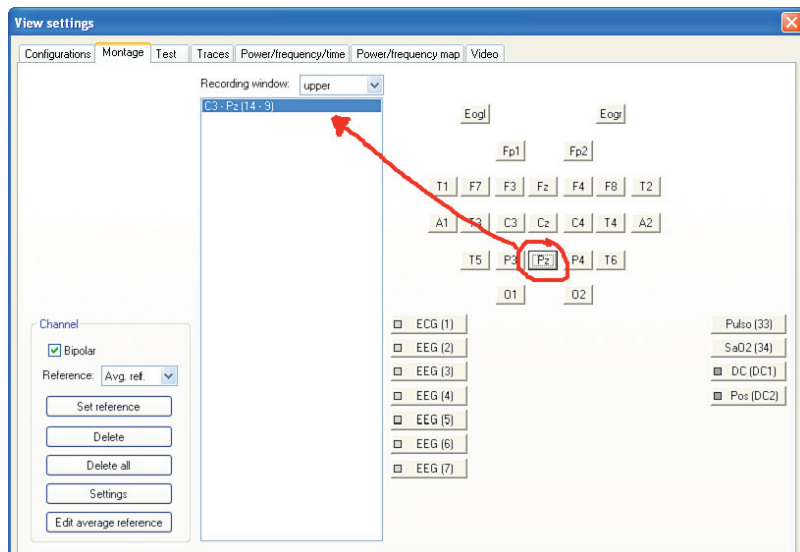 View settings
Configurations Montage Test Traces Power/frequency/time Power/frequency map Video
Recording window: upper
C3 - Pz (14 - 9)
Eogl Eogr
Fp1 Fp2
T1 F7 F3 Fz F4 F8 T2
A1 T3 C3 Cz C4 T4 A2
T5 P3 Pz P4 T6
O1 O2
Channel
Bipolar
Reference: Avg. ref.
Set reference
Delete
Delete all
Settings
Edit average reference
ECG (1)
EEG (2)
EEG (3)
EEG (4)
EEG (5)
EEG (6)
EEG (7)
Pulso (33)
SaO2 (34)
DC (DC1)
Pos (DC2)